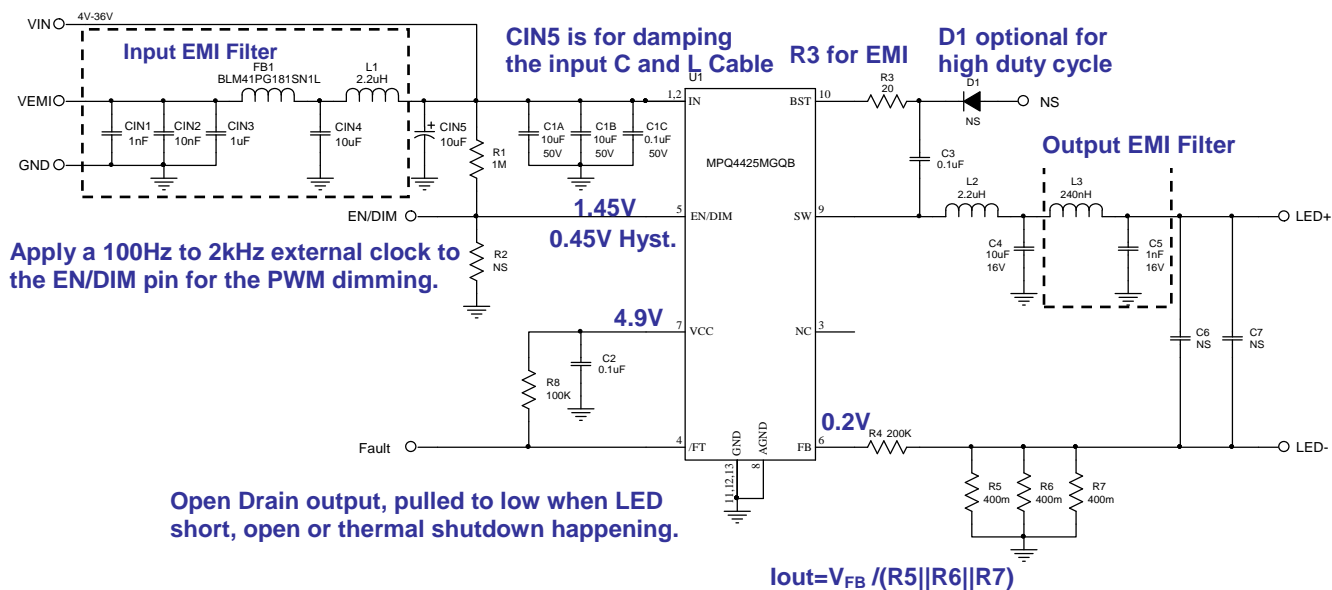 VIN
4V-36V
Input EMI Filter
FB1
BLM41PG181SN1L
L1
2.2uH
VEMI
CIN1
1nF
CIN2
10nF
CIN3
1uF
CIN4
10uF
CIN5
10uF
+
GND
CIN5 is for damping
the input C and L Cable
R3 for EMI
D1 optional for
high duty cycle
U1
1,2
IN
BST
10
R3
20
D1
NS
NS
C1A
10uF
50V
C1B
10uF
50V
C1C
0.1uF
50V
R1
1M
MPQ4425MGQB
C3
0.1uF
Output EMI Filter
L2
2.2uH
L3
240nH
EN/DIM
1.45V
5
EN/DIM
SW
9
LED+
0.45V Hyst.
Apply a 100Hz to 2kHz external clock to
the EN/DIM pin for the PWM dimming.
R2
NS
C4
10uF
16V
C5
1nF
16V
4.9V
7
VCC
NC
3
C2
0.1uF
R8
100K
C6
NS
C7
NS
Fault
4
/FT
GND
11,12,13
AGND
8
0.2V
FB
6
R4 200K
LED-
R5
400m
R6
400m
R7
400m
Open Drain output, pulled to low when LED
short, open or thermal shutdown happening.
Iout=VFB /(R5||R6||R7)